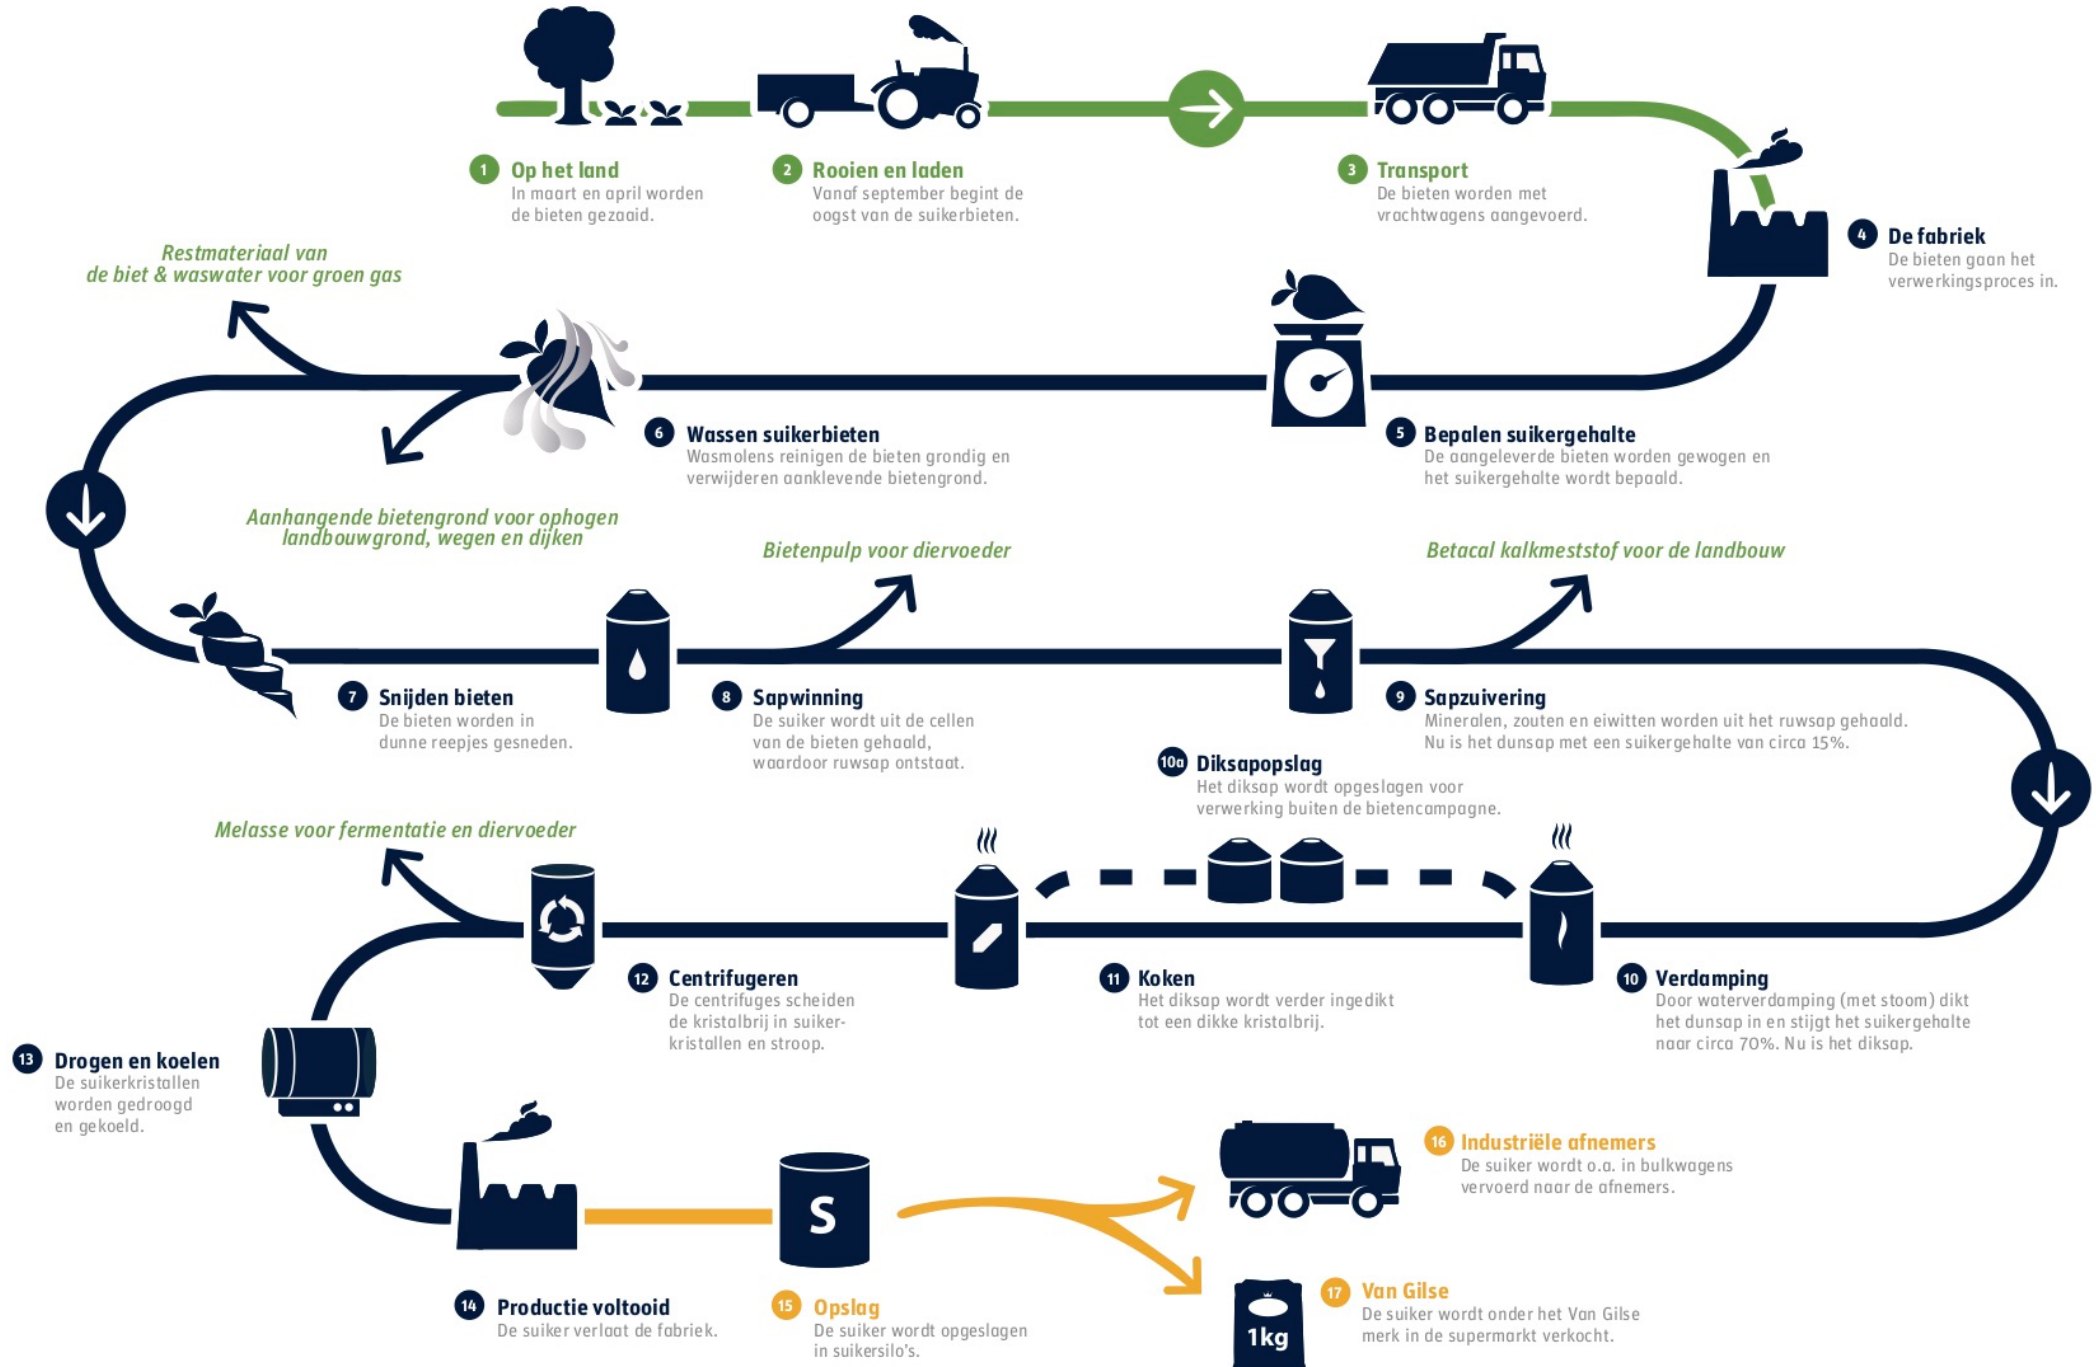 1 Op het land
In maart en april worden
de bieten gezaaid.
2 Rooien en laden
Vanaf september begint de
oogst van de suikerbieten.
3 Transport
De bieten worden met
vrachtwagens aangevoerd.
4 De fabriek
De bieten gaan het
verwerkingsproces in.
Restmateriaal van
de biet & waswater voor groen gas
5 Bepalen suikergehalte
De aangeleverde bieten worden gewogen en
het suikergehalte wordt bepaald.
6 Wassen suikerbieten
Wasmolens reinigen de bieten grondig en
verwijderen aanklevende bietengrond.
Aanhangende bietengrond voor ophogen
landbouwgrond, wegen en dijken
Bietenpulp voor diervoeder
Betacal kalkmeststof voor de landbouw
7 Snijden bieten
De bieten worden in
dunne reepjes gesneden.
8 Sapwinning
De suiker wordt uit de cellen
van de bieten gehaald,
waardoor ruwsap ontstaat.
9 Sapzuivering
Mineralen, zouten en eiwitten worden uit het ruwsap gehaald.
Nu is het dunsap met een suikergehalte van circa 15%.
10a Diksapopslag
Het diksap wordt opgeslagen voor
verwerking buiten de bietencampagne.
Melasse voor fermentatie en diervoeder
10 Verdamping
Door waterverdamping (met stoom) dikt
het dunsap in en stijgt het suikergehalte
naar circa 70%. Nu is het diksap.
11 Koken
Het diksap wordt verder ingedikt
tot een dikke kristalbrij.
12 Centrifugeren
De centrifuges scheiden
de kristalbrij in suiker-
kristallen en stroop.
13 Drogen en koelen
De suikerkristallen
worden gedroogd
en gekoeld.
14 Productie voltooid
De suiker verlaat de fabriek.
S
15 Opslag
De suiker wordt opgeslagen
in suikersilo's.
16 Industriële afnemers
De suiker wordt o.a. in bulkwagens
vervoerd naar de afnemers.
1kg
17 Van Gilse
De suiker wordt onder het Van Gilse
merk in de supermarkt verkocht.